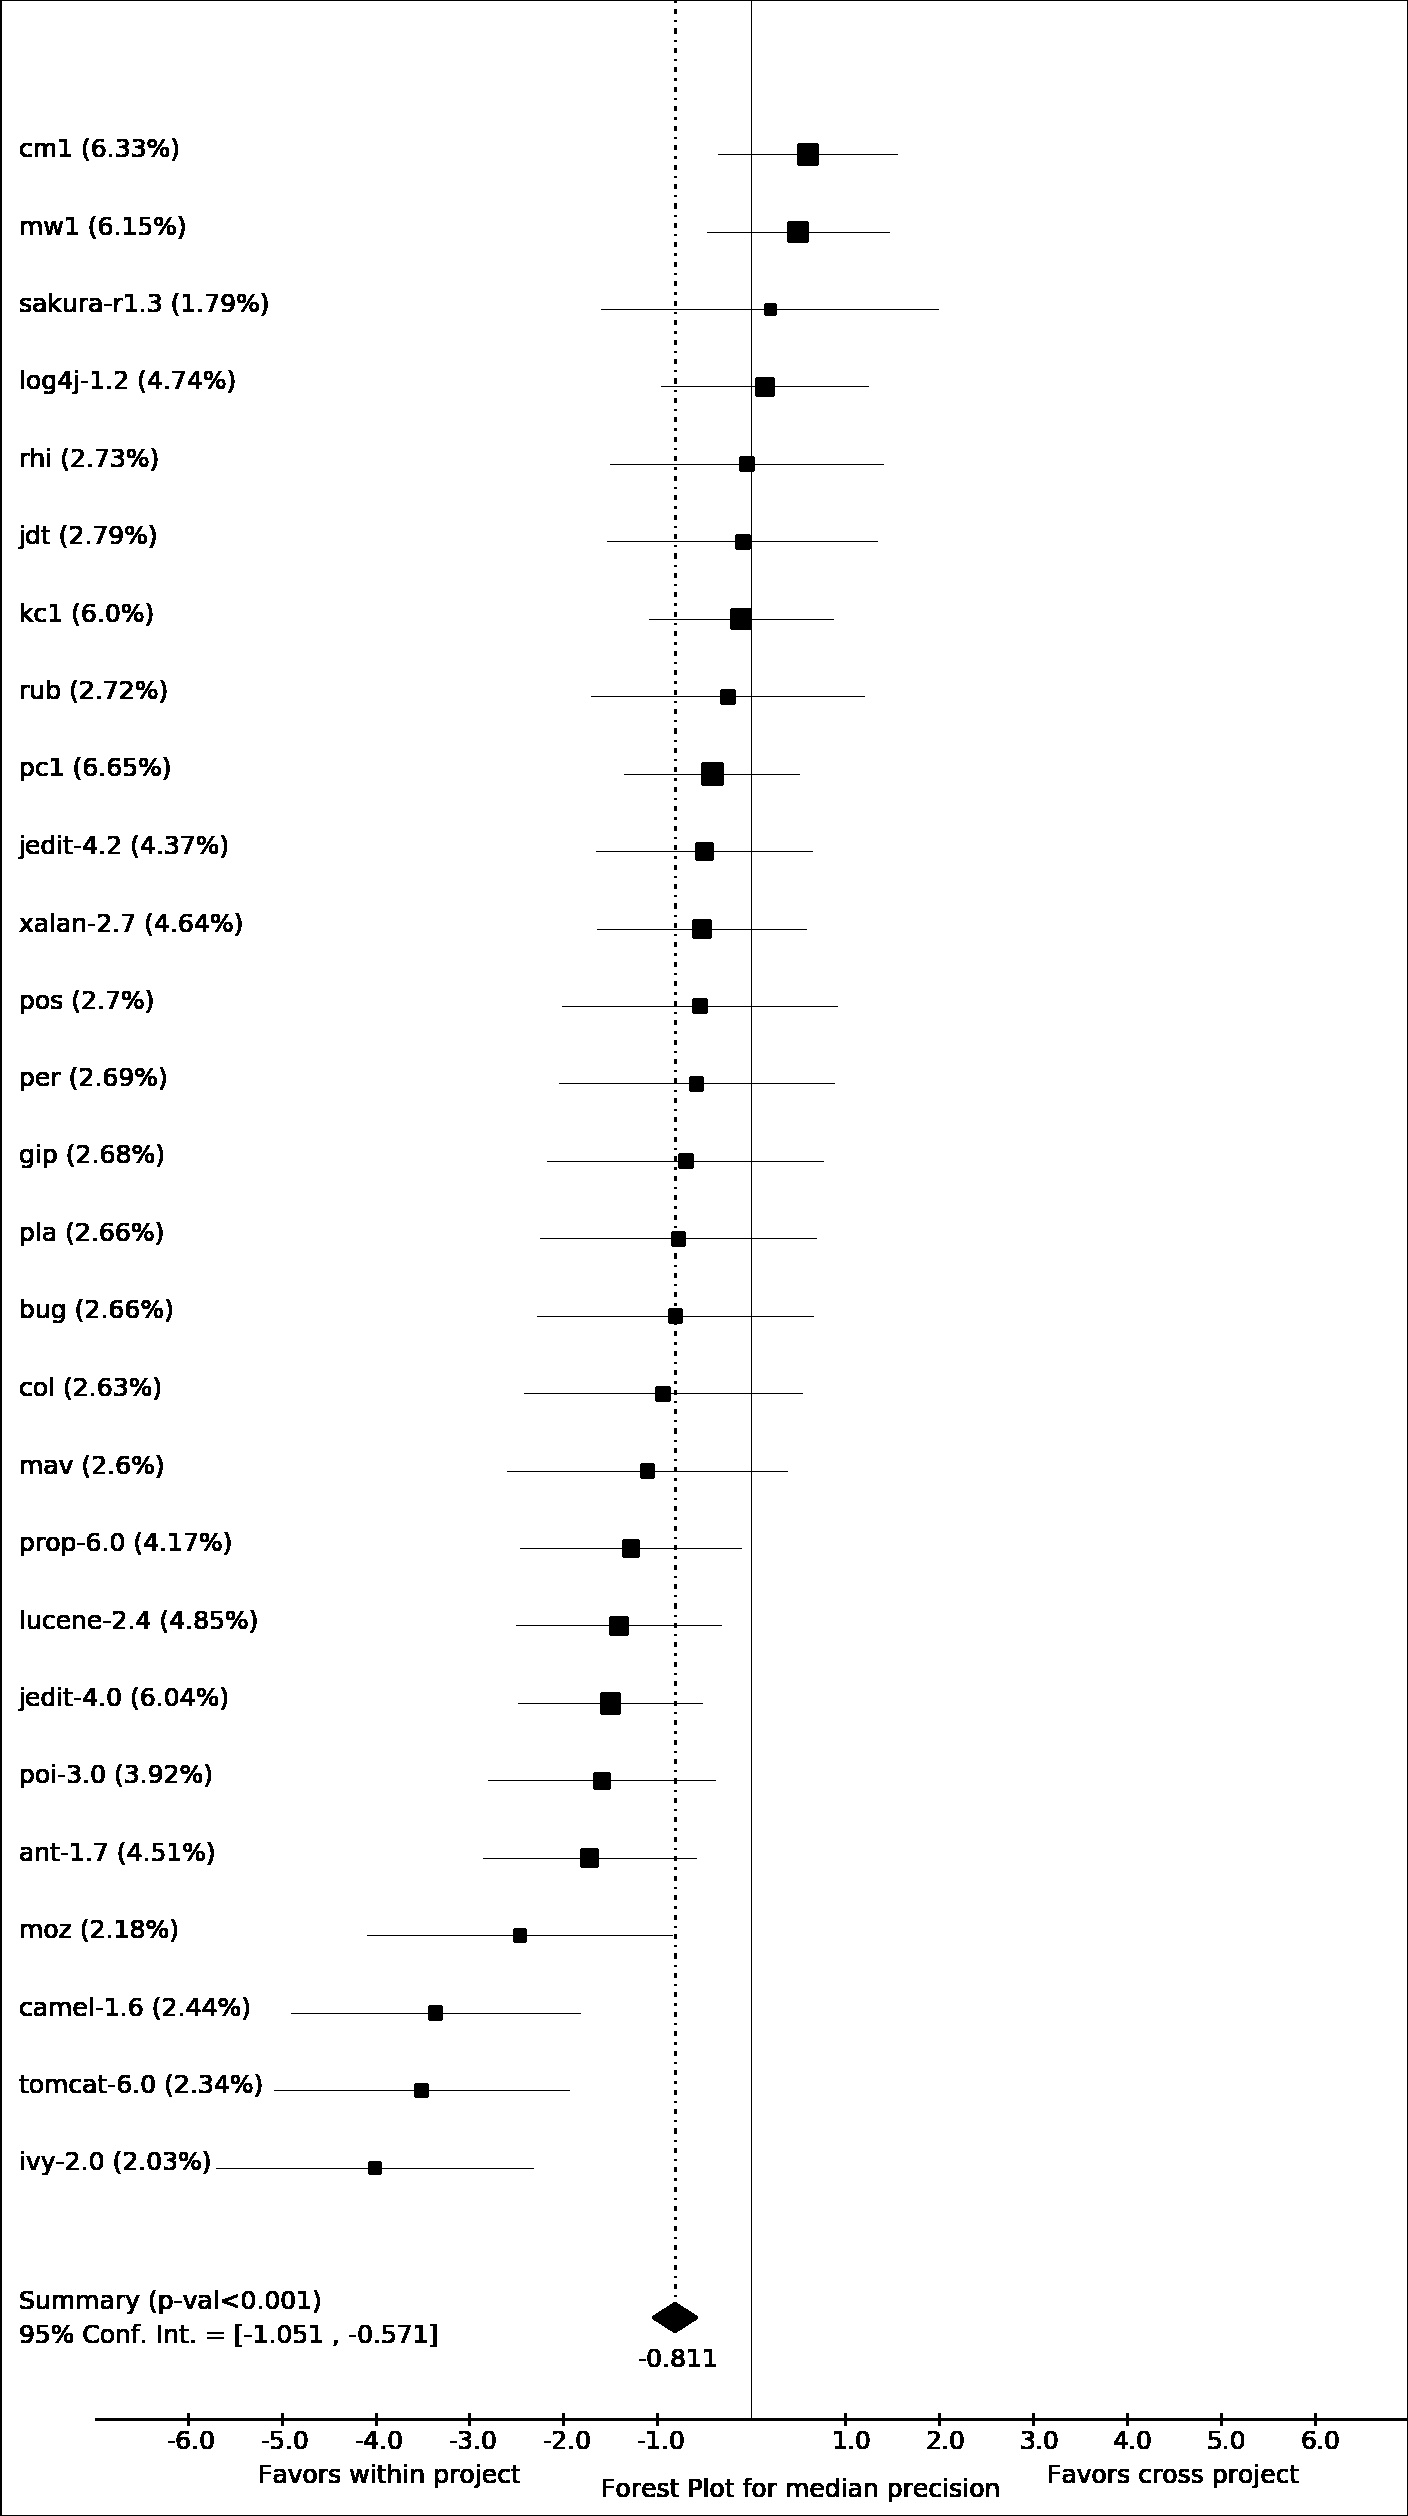 cm1 (6.33%)
mw1 (6.15%)
sakura-r1.3 (1.79%)
log4j-1.2 (4.74%)
rhi (2.73%)
jdt (2.79%)
kc1 (6.0%)
rub (2.72%)
pc1 (6.65%)
jedit-4.2 (4.37%)
xalan-2.7 (4.64%)
pos (2.7%)
per (2.69%)
gip (2.68%)
pla (2.66%)
bug (2.66%)
col (2.63%)
mav (2.6%)
prop-6.0 (4.17%)
lucene-2.4 (4.85%)
jedit-4.0 (6.04%)
poi-3.0 (3.92%)
ant-1.7 (4.51%)
moz (2.18%)
camel-1.6 (2.44%)
tomcat-6.0 (2.34%)
ivy-2.0 (2.03%)
Summary (p-val<0.001)
95% Conf. Int. = [-1.051 , -0.571]
-0.811
-6.0 -5.0 -4.0 -3.0 -2.0 -1.0 1.0 2.0 3.0 4.0 5.0 6.0
Favors within project
Forest Plot for median precision
Favors cross project